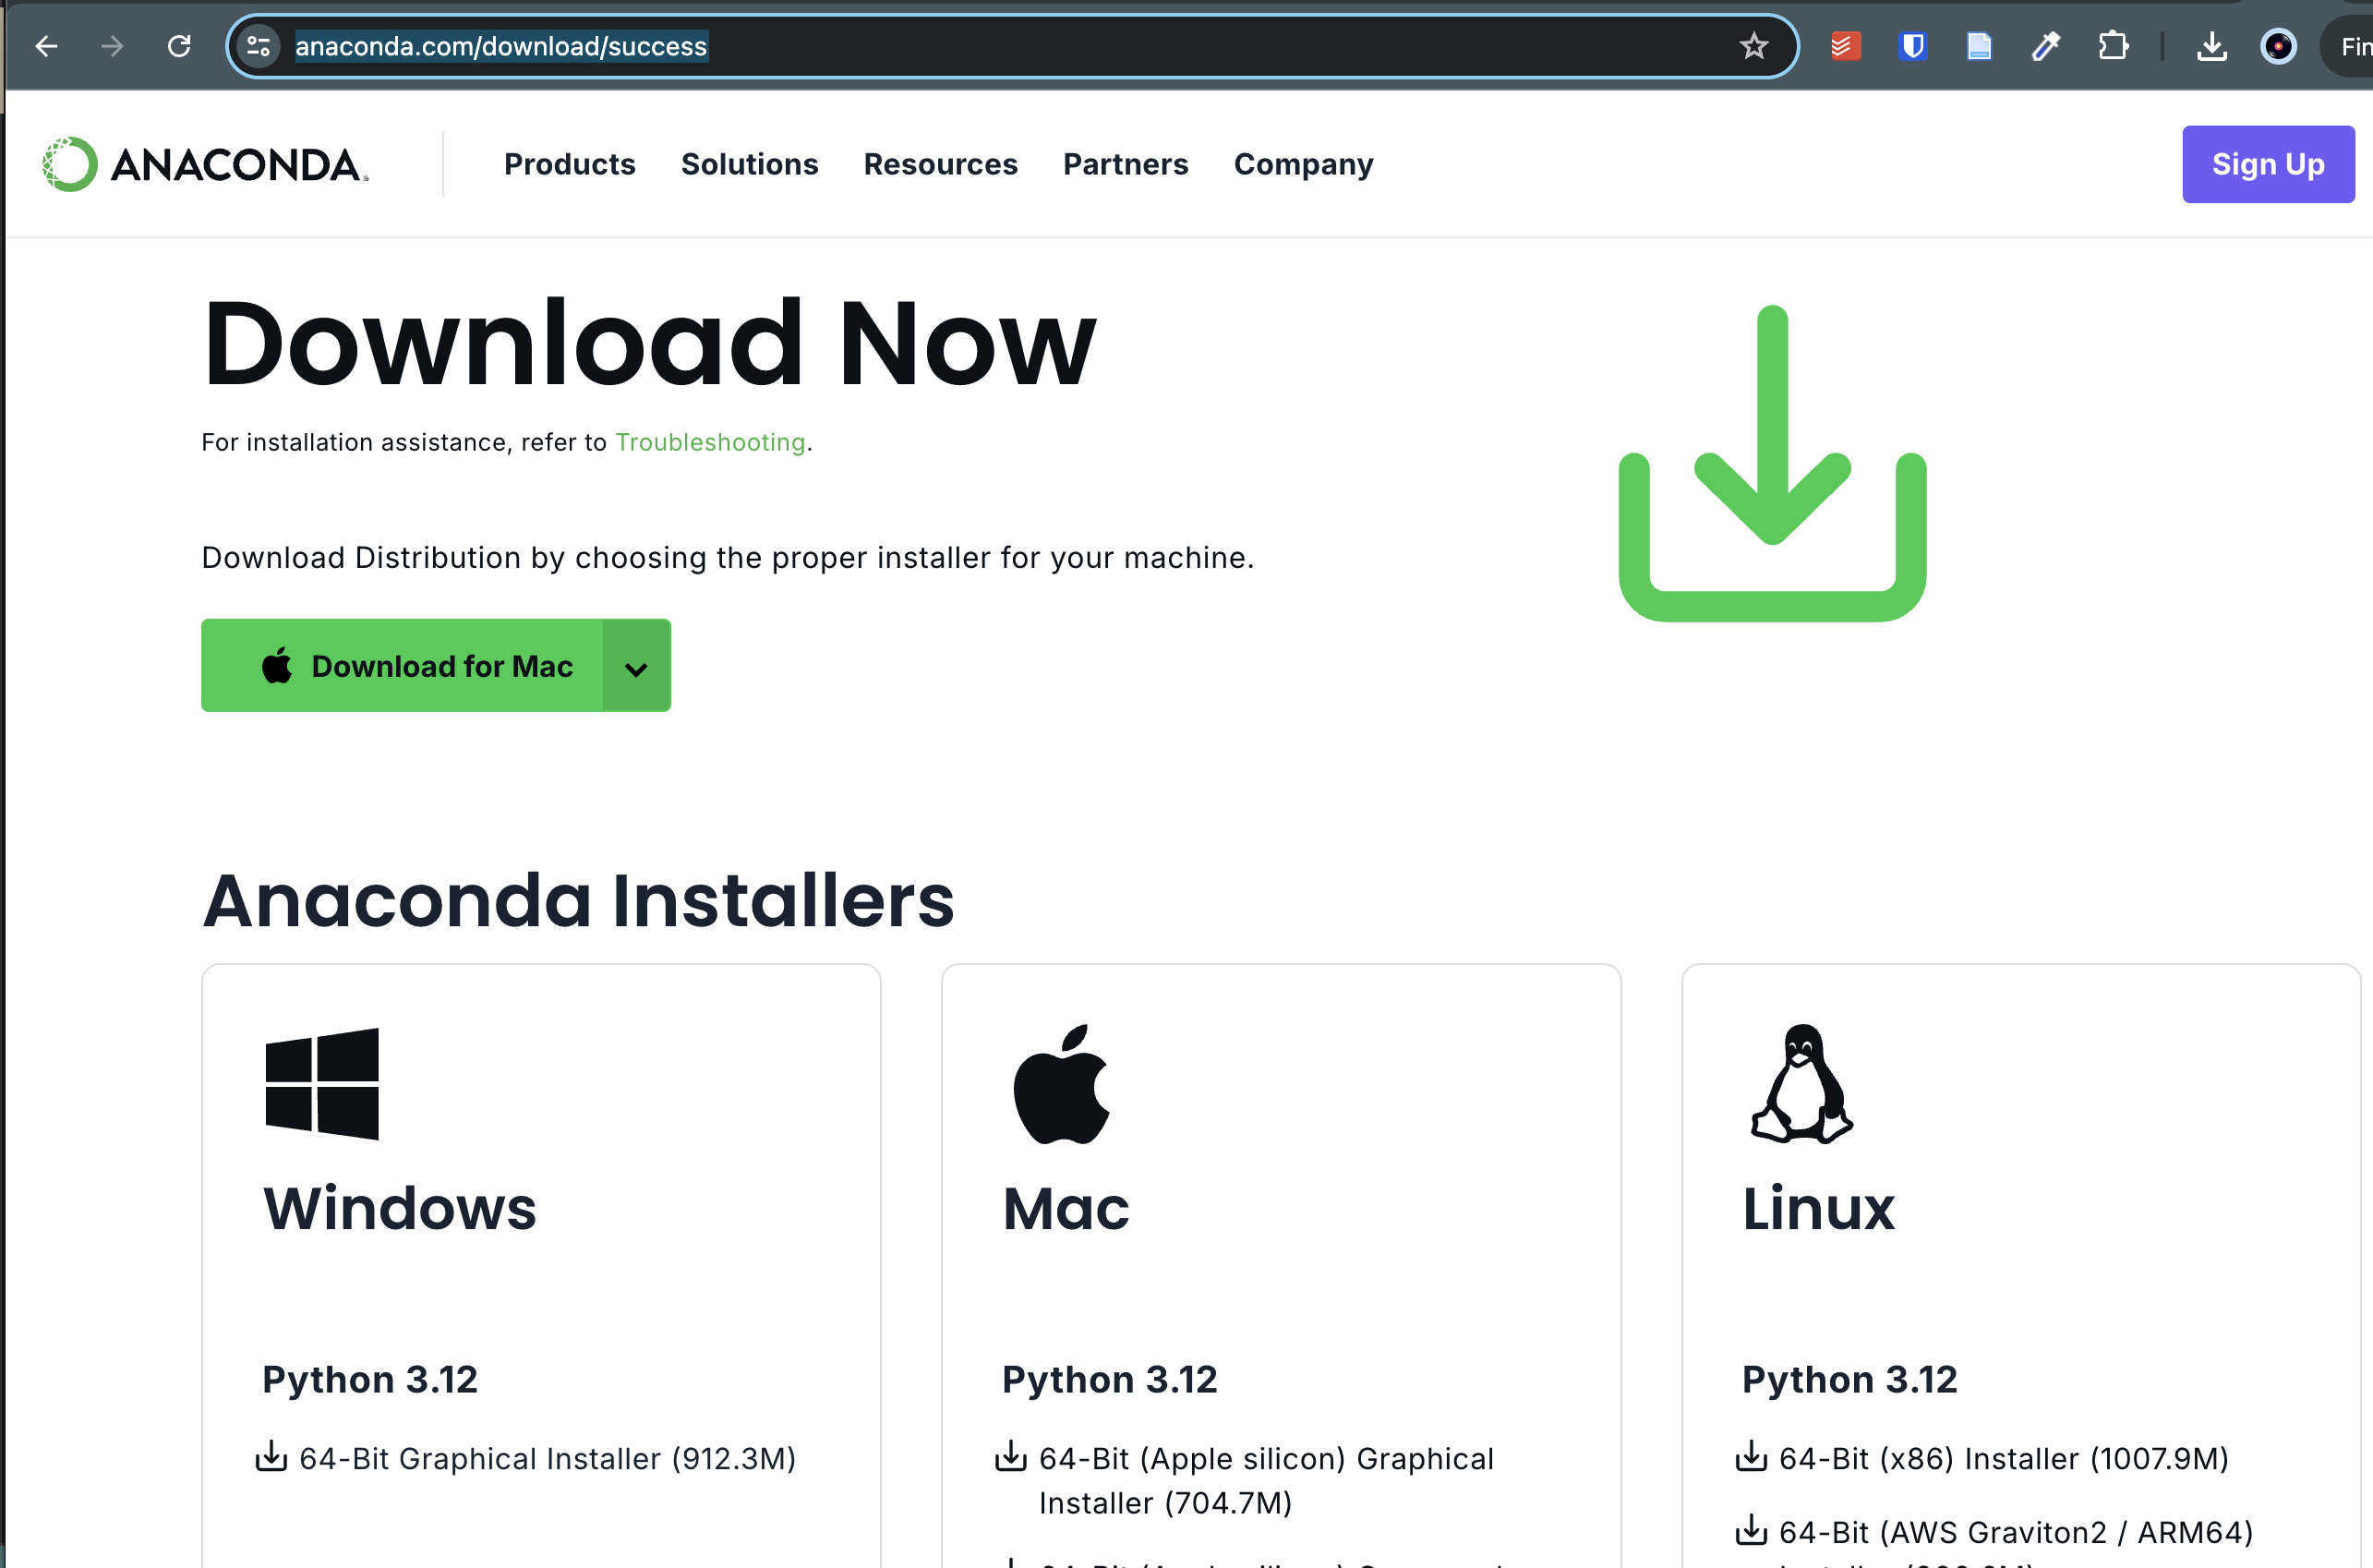 anaconda.com/download/success
Fin
ANACONDA.
Products
Solutions
Resources
Partners
Company
Sign Up
Download Now
For installation assistance, refer to Troubleshooting.
Download Distribution by choosing the proper installer for your machine.
Download for Mac
Anaconda Installers
Windows
Python 3.12
64-Bit Graphical Installer (912.3M)
Mac
Python 3.12
64-Bit (Apple silicon) Graphical
Installer (704.7M)
Linux
Python 3.12
64-Bit (x86) Installer (1007.9M)
64-Bit (AWS Graviton2 / ARM64)